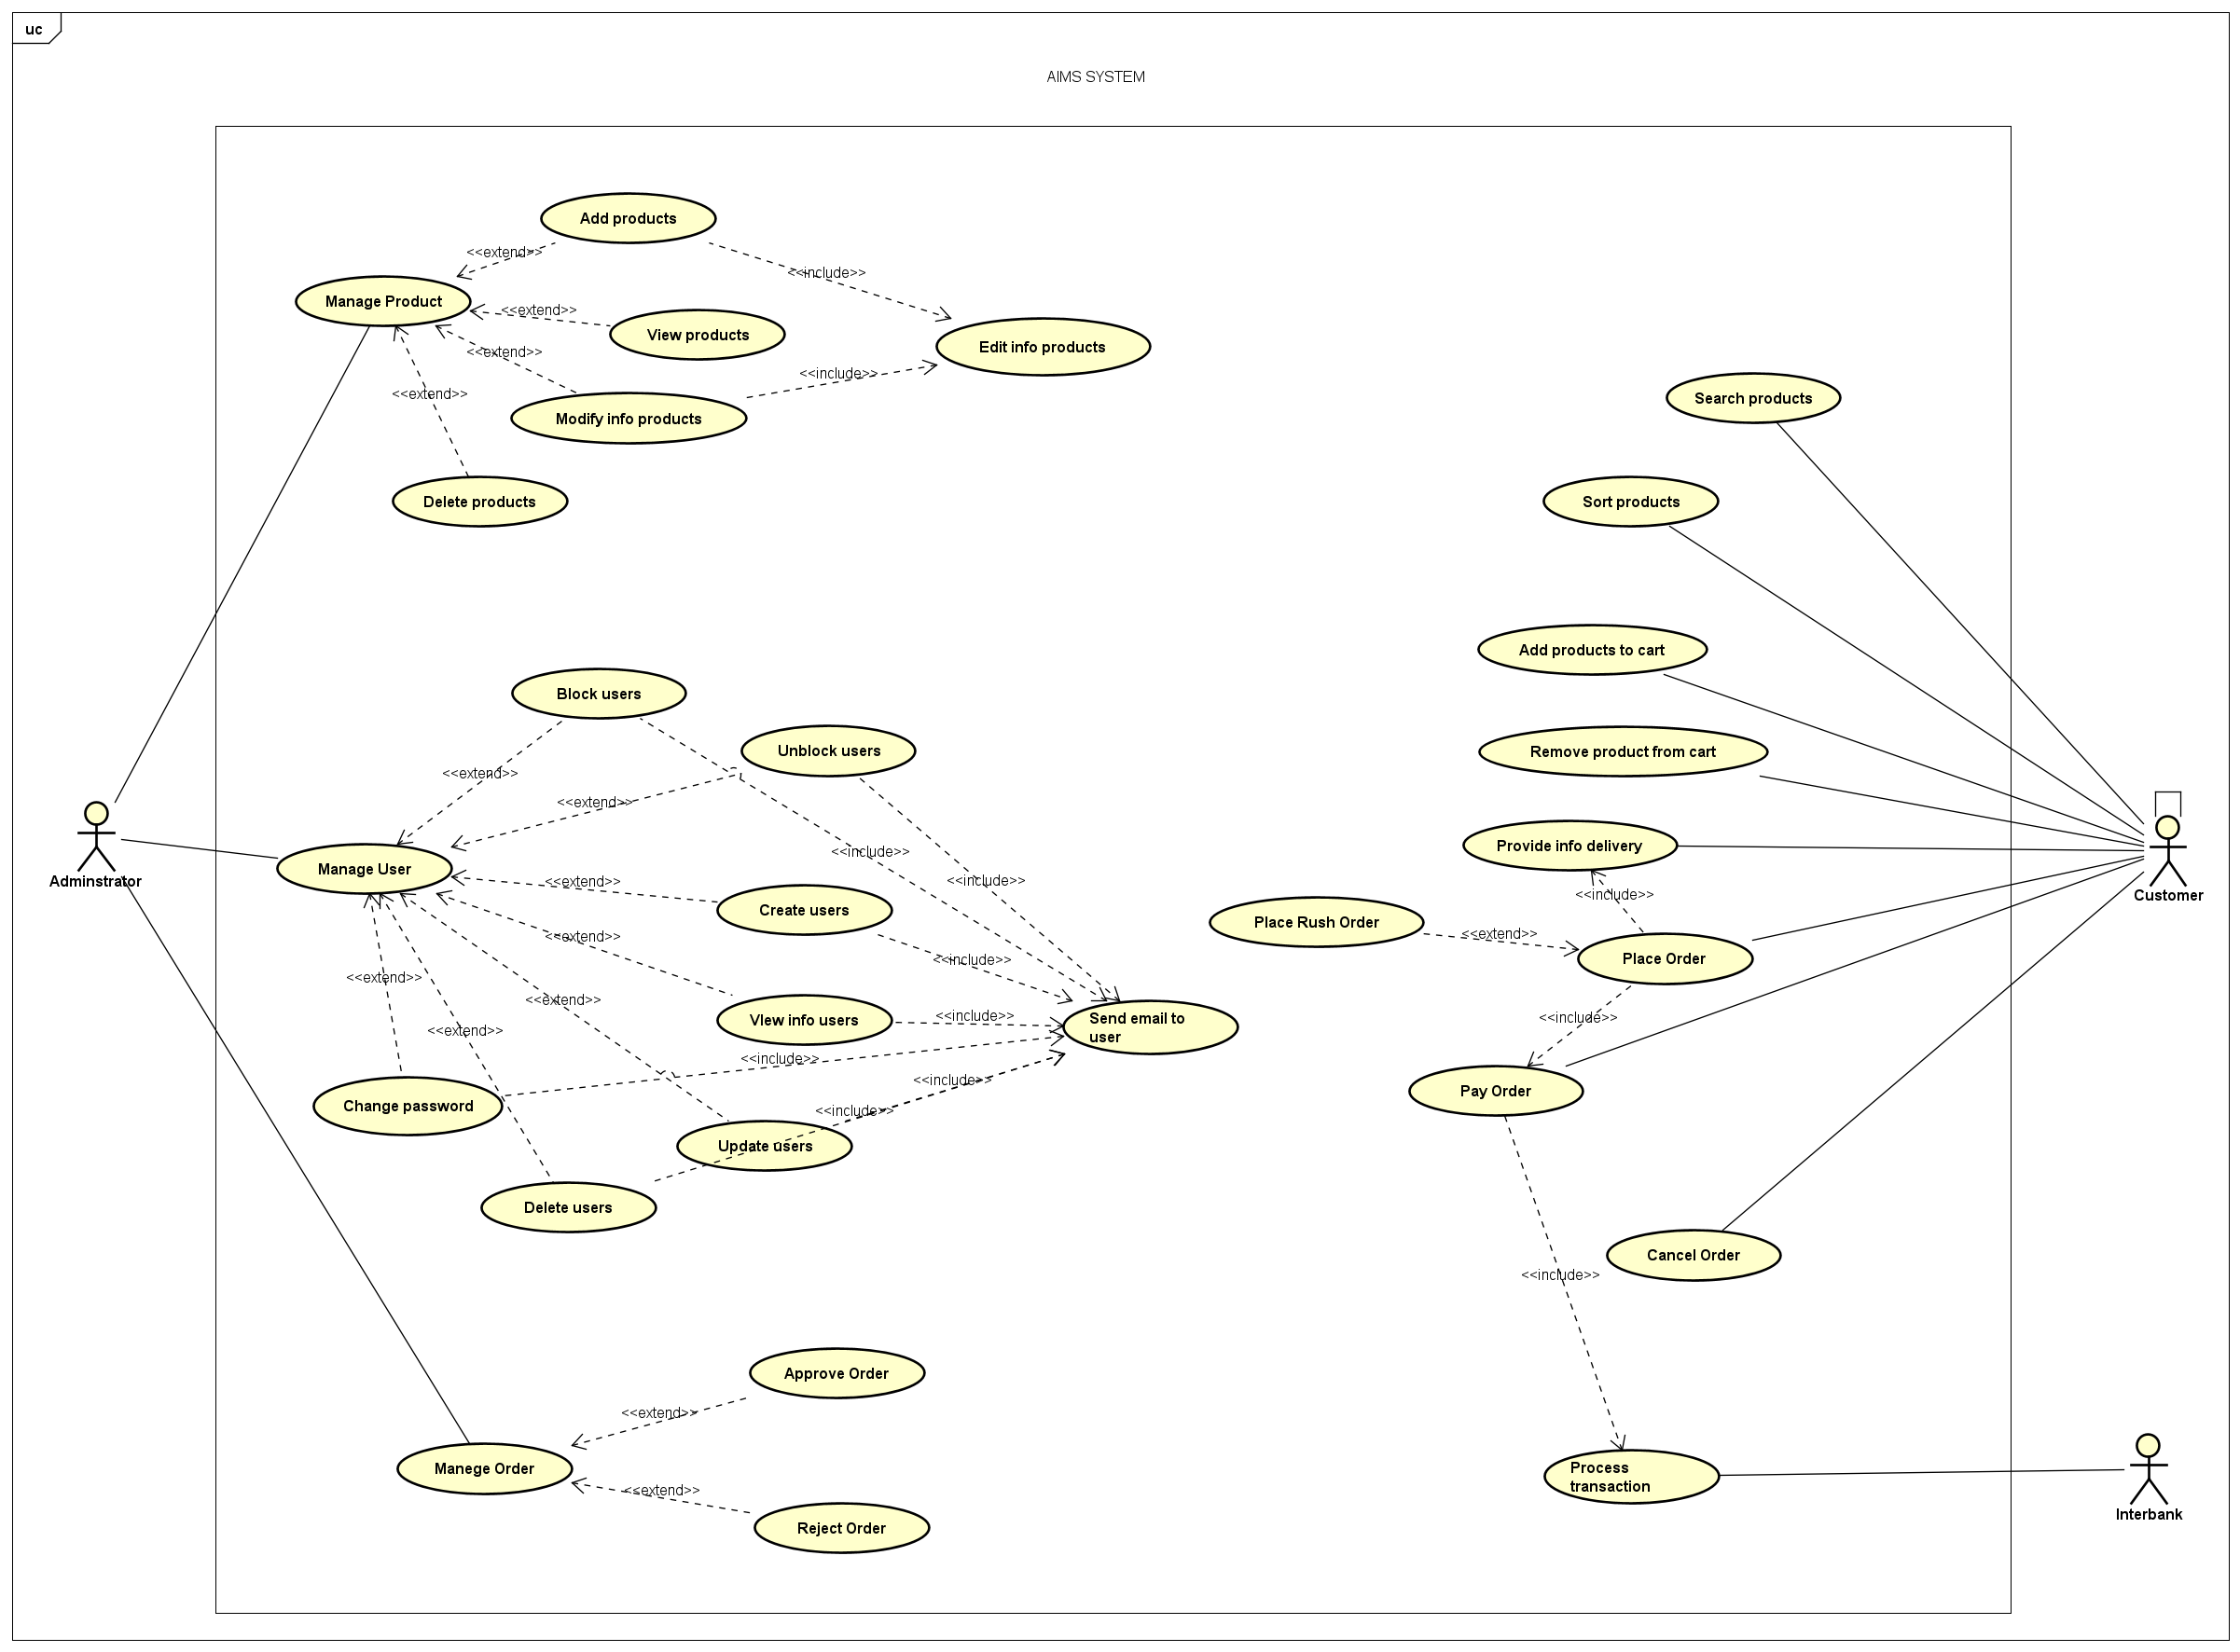 uc
AIMS SYSTEM
Add products
<<extend>>
<<include>>
Manage Product
<<extend>>
View products
Edit info products
<<extend>>
<<include>>
<<extend>>
Modify info products
Search products
Delete products
Sort products
Add products to cart
Block users
Unblock users
Remove product from cart
<<extend>>
<<extend>>
Provide info delivery
<<include>>
Manage User
Adminstrator
<<extend>>
<<include>>
<<include>>
Customer
Create users
Place Rush Order
<<extend>>
<<extend>>
<<include>>
Place Order
<<extend>>
<<extend>>
VIew info users
<<include>>
Send email to
user
<<include>>
<<extend>>
<<include>>
<<include>>
Pay Order
Change password
<<include>>
Update users
Delete users
Cancel Order
<<include>>
Approve Order
<<extend>>
Manege Order
Process
transaction
<<extend>>
Interbank
Reject Order